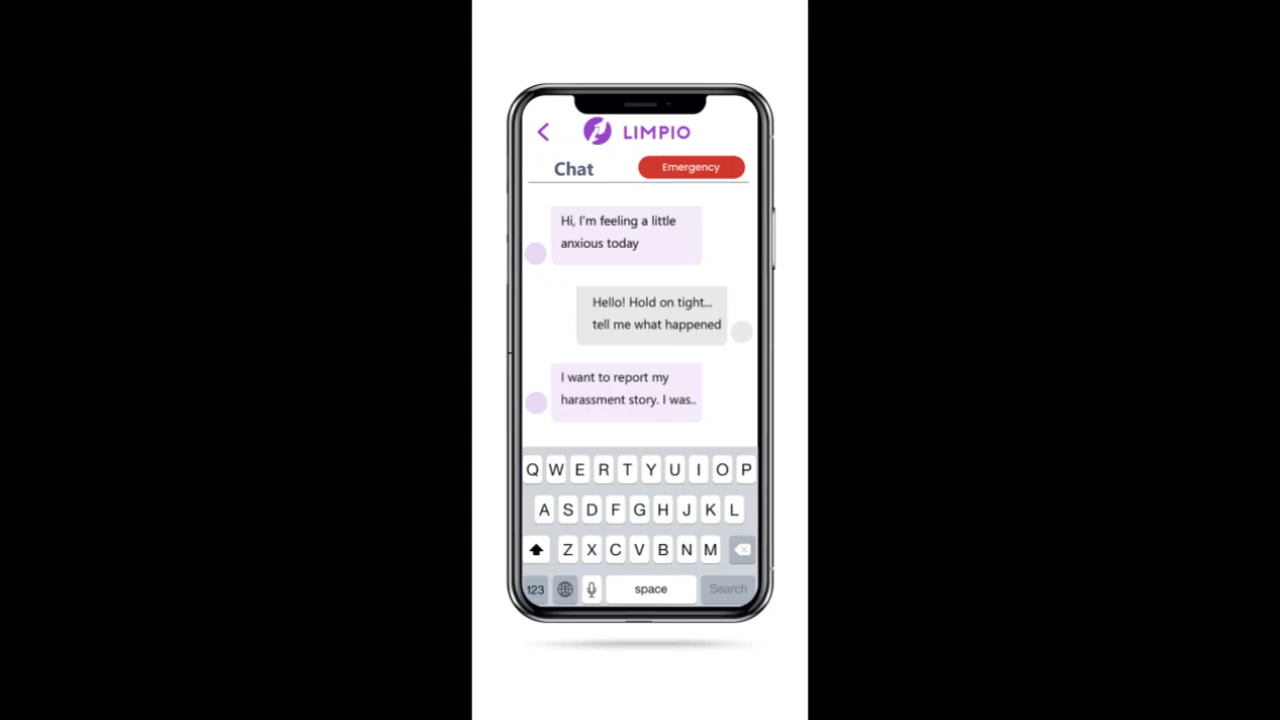 LIMPIO
Chat
Emergency
Hi, I'm feeling a little
anxious today
Hello! Hold on tight...
tell me what happened
I want to report my
harassment story. I was..
Q W E R T Y U I O P
A S D F G H J K L
Z X C V B N M
123 space Search